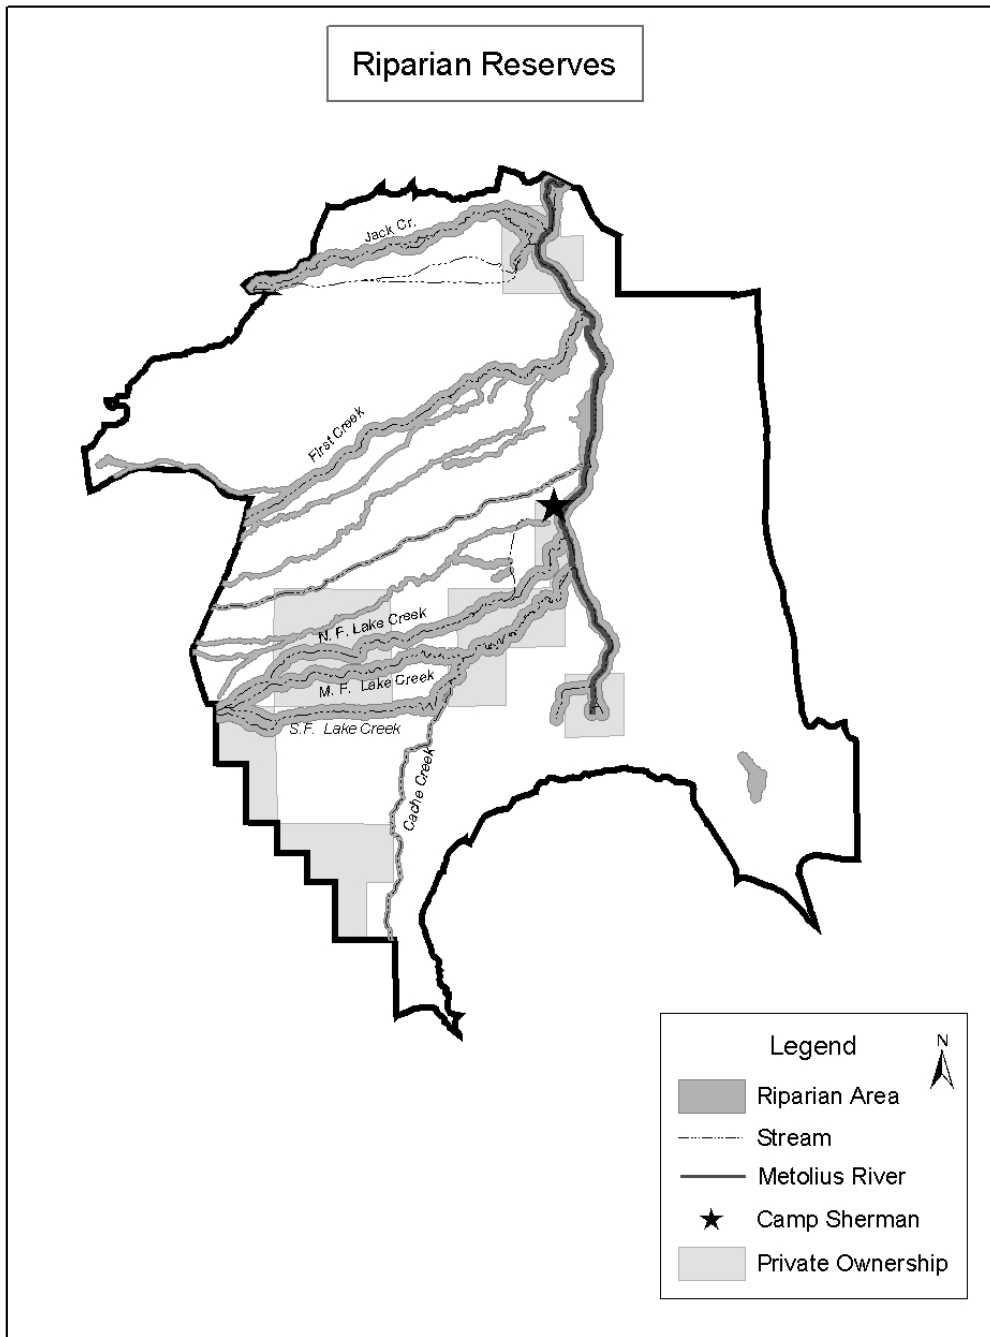 Riparian Reserves
Jack Cr.
First Creek
N. F. Lake Creek
M. F. Lake Creek
S.F. Lake Creek
Cache Creek
Legend
N
Riparian Area
Stream
Metolius River
Camp Sherman
Private Ownership